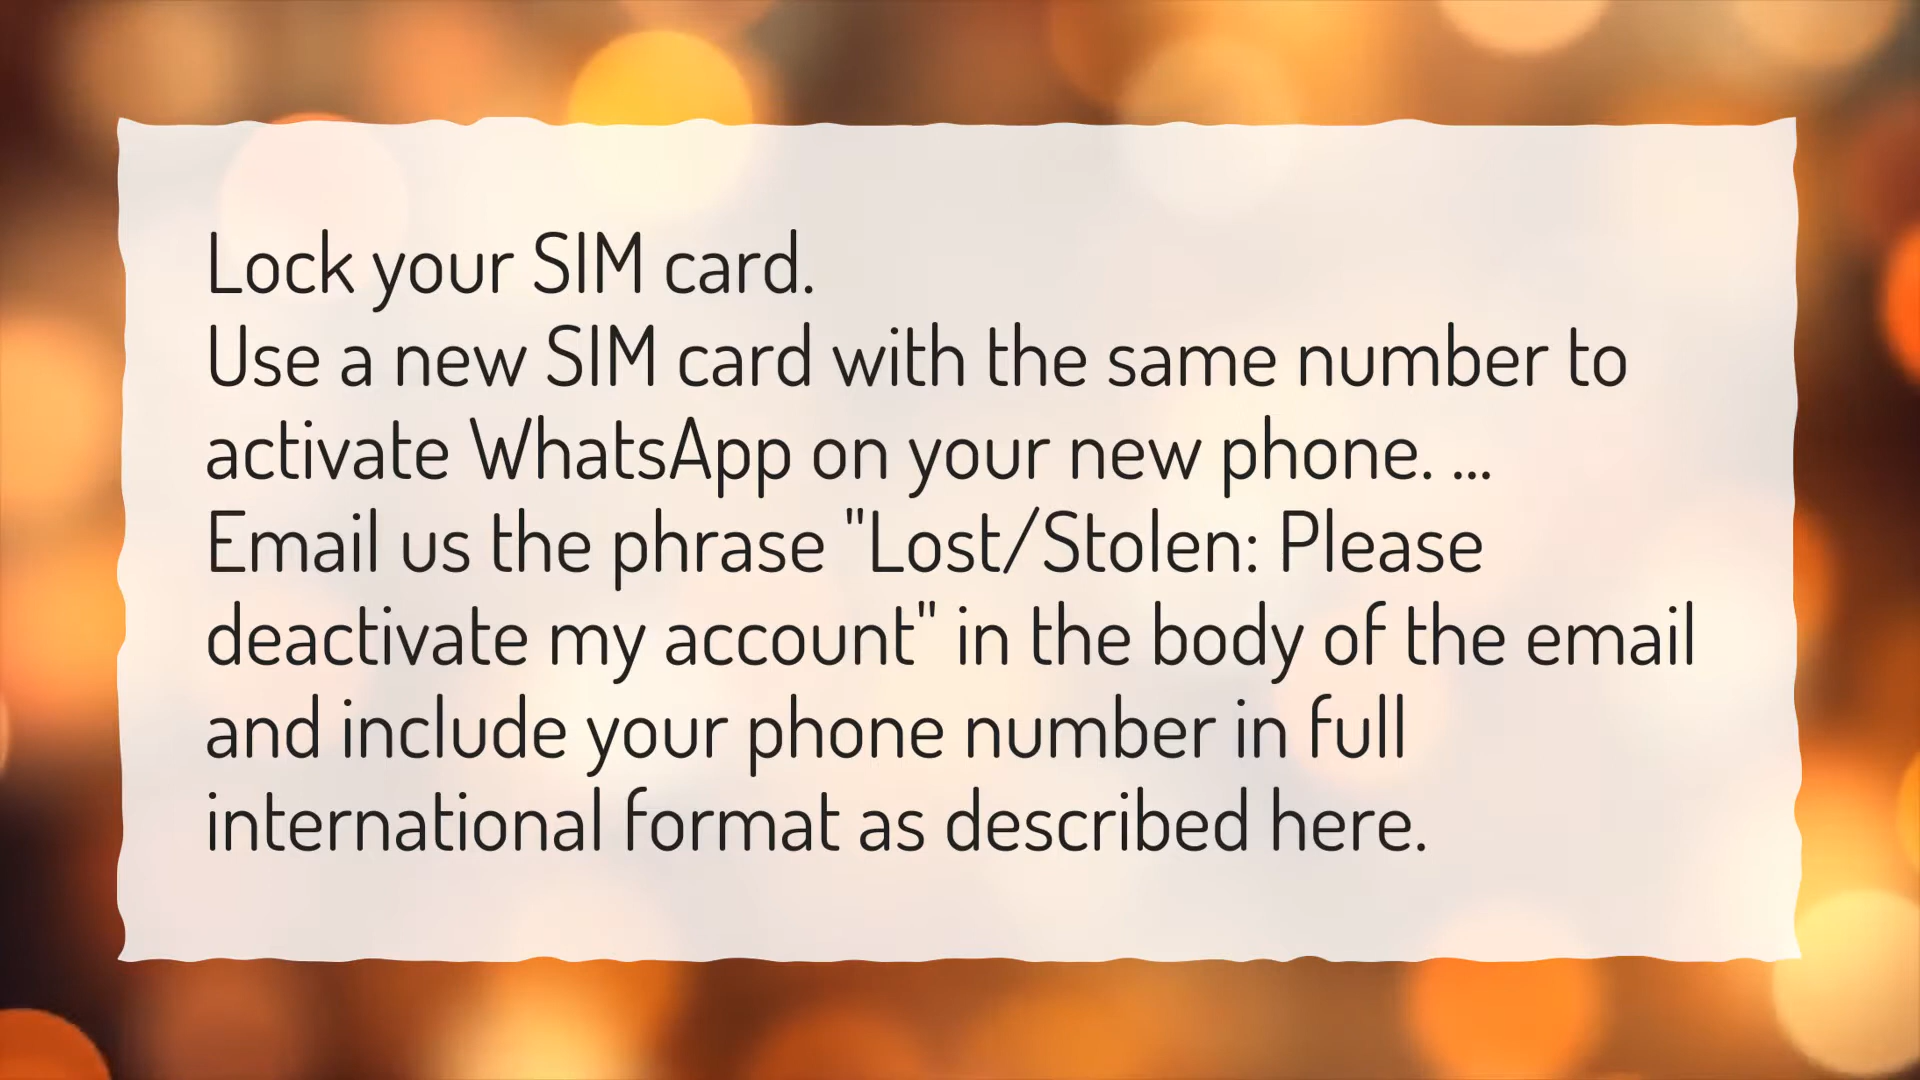 Lock your SIM card.
Use a new SIM card with the same number to
activate WhatsApp on your new phone. ...
Email us the phrase "Lost/Stolen: Please
deactivate my account" in the body of the email
and include your phone number in full
international format as described here.